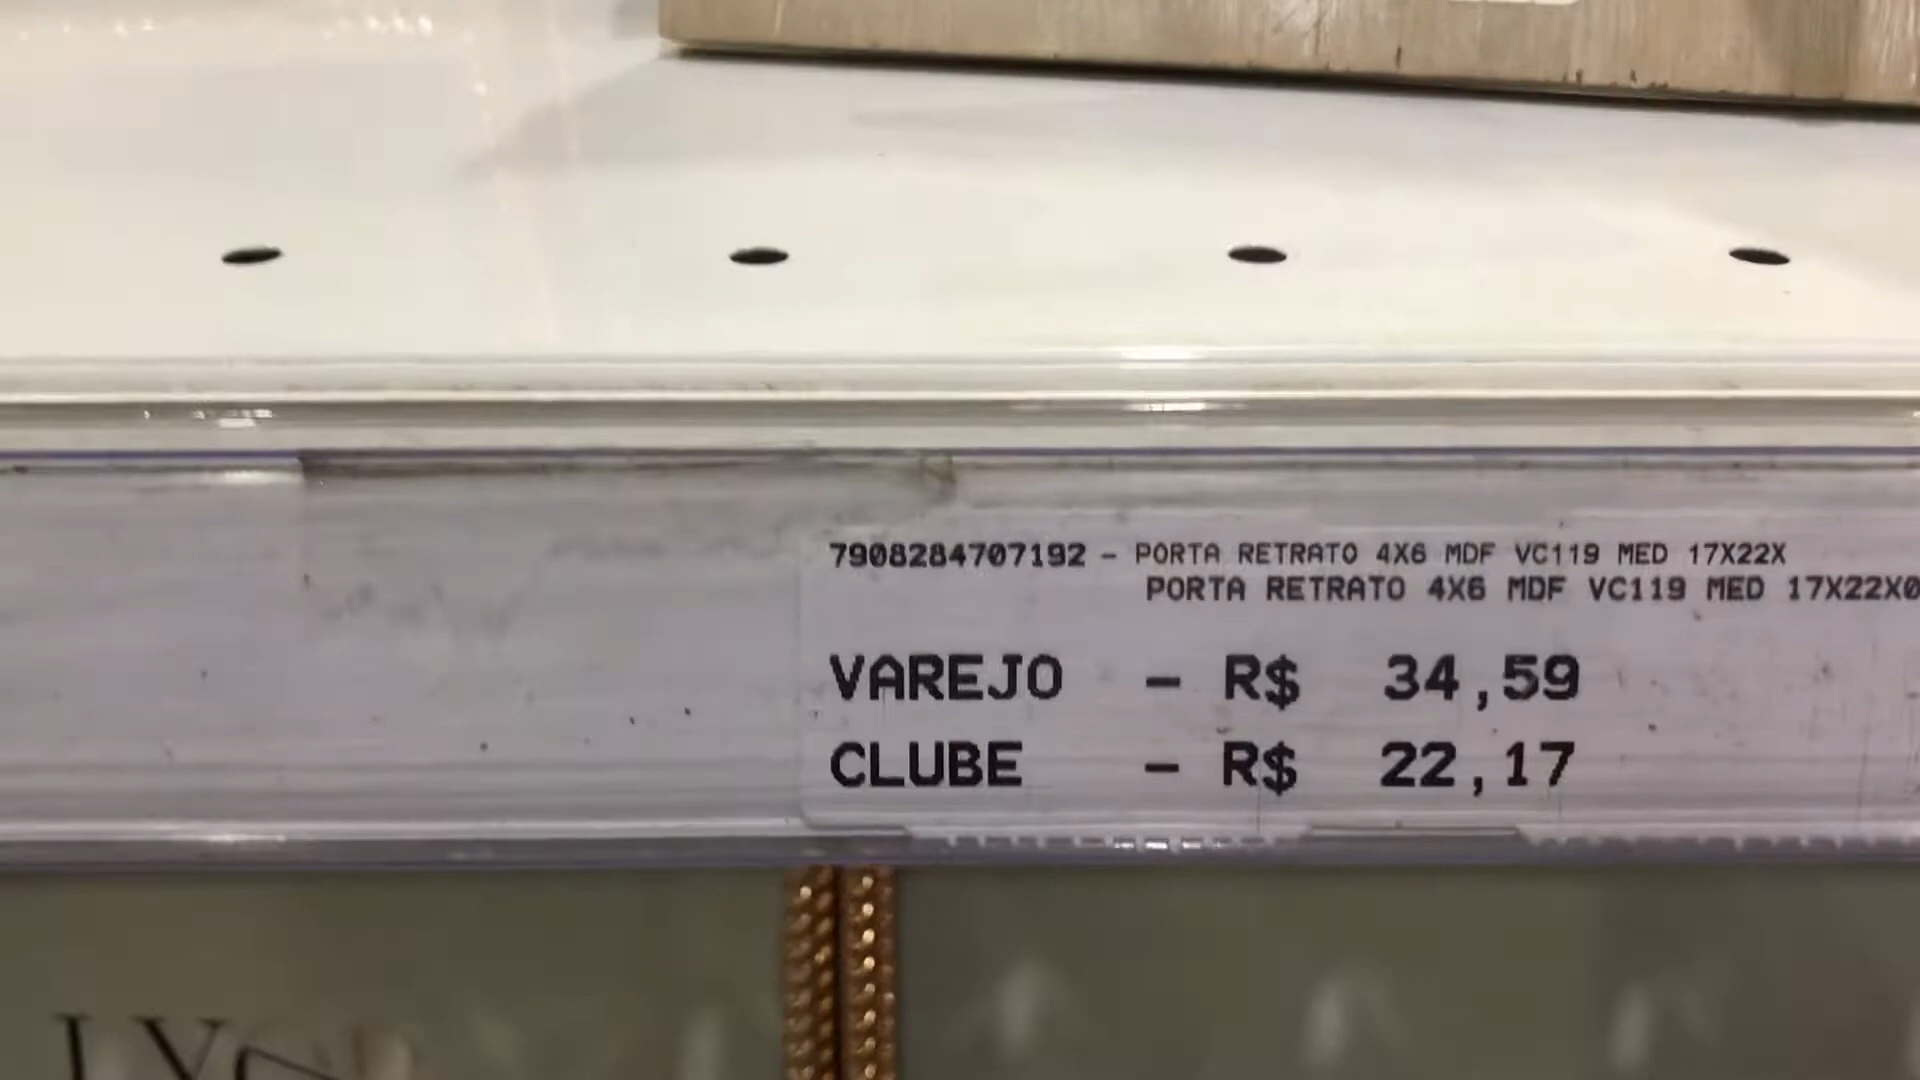 7908284707192 - PORTA RETRATO 4X6 MDF VC119 MED 17X22X
PORTA RETRATO 4X6 MDF VC119 MED 17X22X0
VAREJO - R$ 34,59
CLUBE - R$ 22,17